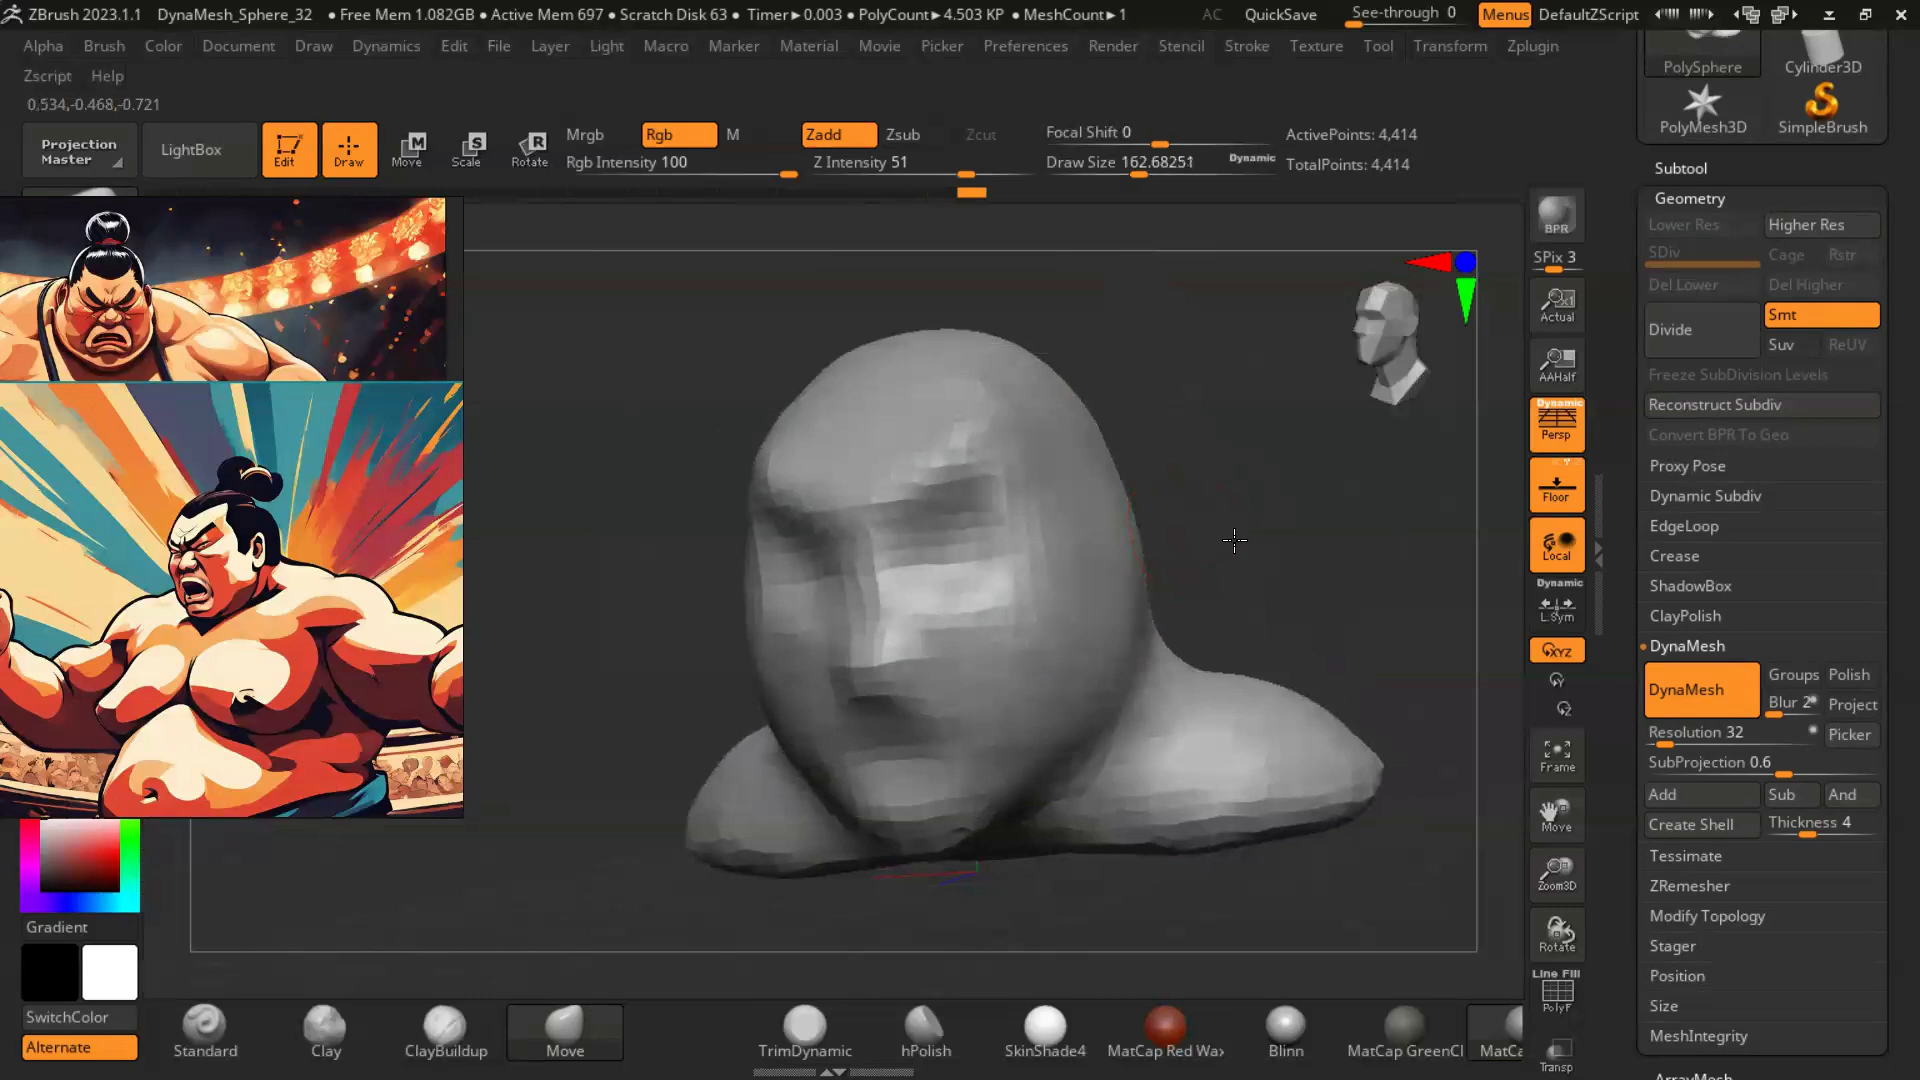 ZBrush 2023.1.1 DynaMesh_Sphere_32 ● Free Mem 1.082GB ● Active Mem 697 ● Scratch Disk 63 ● Timer►0.003 ● PolyCount►4.503 KP ● MeshCount►1 AC QuickSave See-through 0 Menus DefaultZScript
Alpha Brush Color Document Draw Dynamics Edit File Layer Light Macro Marker Material Movie Picker Preferences Render Stencil Stroke Texture Tool Transform Zplugin
Zscript Help
0,534,-0.468,-0.721
Projection Master
LightBox
Edit
Draw
Move
Scale
Rotate
Mrgb Rgb M
Rgb Intensity 100
Zadd Zsub Zcut
Z Intensity 51
Focal Shift 0
Draw Size 162.68251 Dynamic
ActivePoints: 4,414
TotalPoints: 4,414
PolySphere
Cylinder3D
PolyMesh3D
SimpleBrush
Subtool
Geometry
Lower Res Higher Res
SDiv Cage Rstr
Del Lower Del Higher
Divide
Smt
Suv ReUV
Freeze SubDivision Levels
Reconstruct Subdiv
Convert BPR To Geo
Proxy Pose
Dynamic Subdiv
EdgeLoop
Crease
ShadowBox
ClayPolish
DynaMesh
DynaMesh
Groups Polish
Blur 2 Project
Resolution 32 Picker
SubProjection 0.6
Add Sub And
Create Shell Thickness 4
Tessimate
ZRemesher
Modify Topology
Stager
Position
Size
MeshIntegrity
ArrayMesh
BPR
SPix 3
Actual
AAHalf
Dynamic
Persp
Floor
Local
Dynamic
L.Sym
XYZ
Frame
Move
Zoom3D
Rotate
Line Fill
PolyF
Transp
Gradient
SwitchColor
Alternate
Standard
Clay
ClayBuildup
Move
TrimDynamic
hPolish
SkinShade4
MatCap Red Wax
Blinn
MatCap GreenCl
MatCa